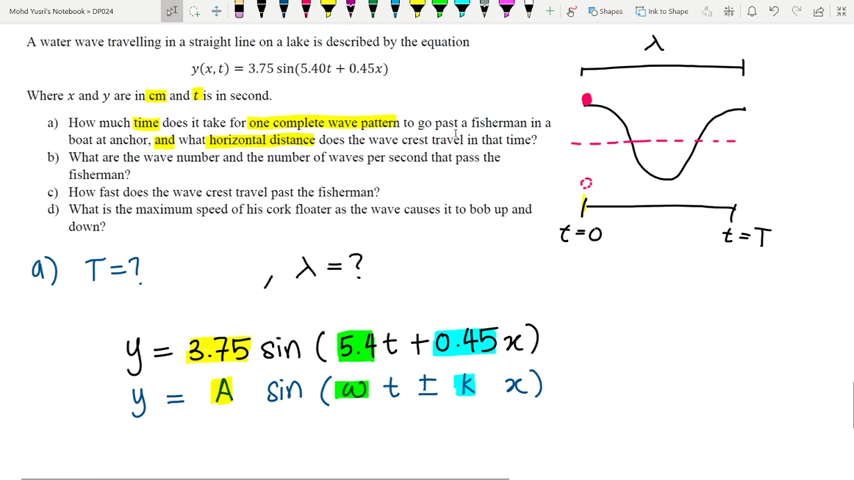 Mohd Yusri's Notebook » DP024
Shapes
Ink to Shape
A water wave travelling in a straight line on a lake is described by the equation
y(x, t) = 3.75 sin(5.40t + 0.45x)
Where x and y are in cm and t is in second.
a) How much time does it take for one complete wave pattern to go past a fisherman in a
boat at anchor, and what horizontal distance does the wave crest travel in that time?
b) What are the wave number and the number of waves per second that pass the
fisherman?
c) How fast does the wave crest travel past the fisherman?
d) What is the maximum speed of his cork floater as the wave causes it to bob up and
down?
λ
t=0
t=T
a) T=? , λ=?
y = 3.75 sin ( 5.4t + 0.45x)
y = A sin ( ω t ± k x)